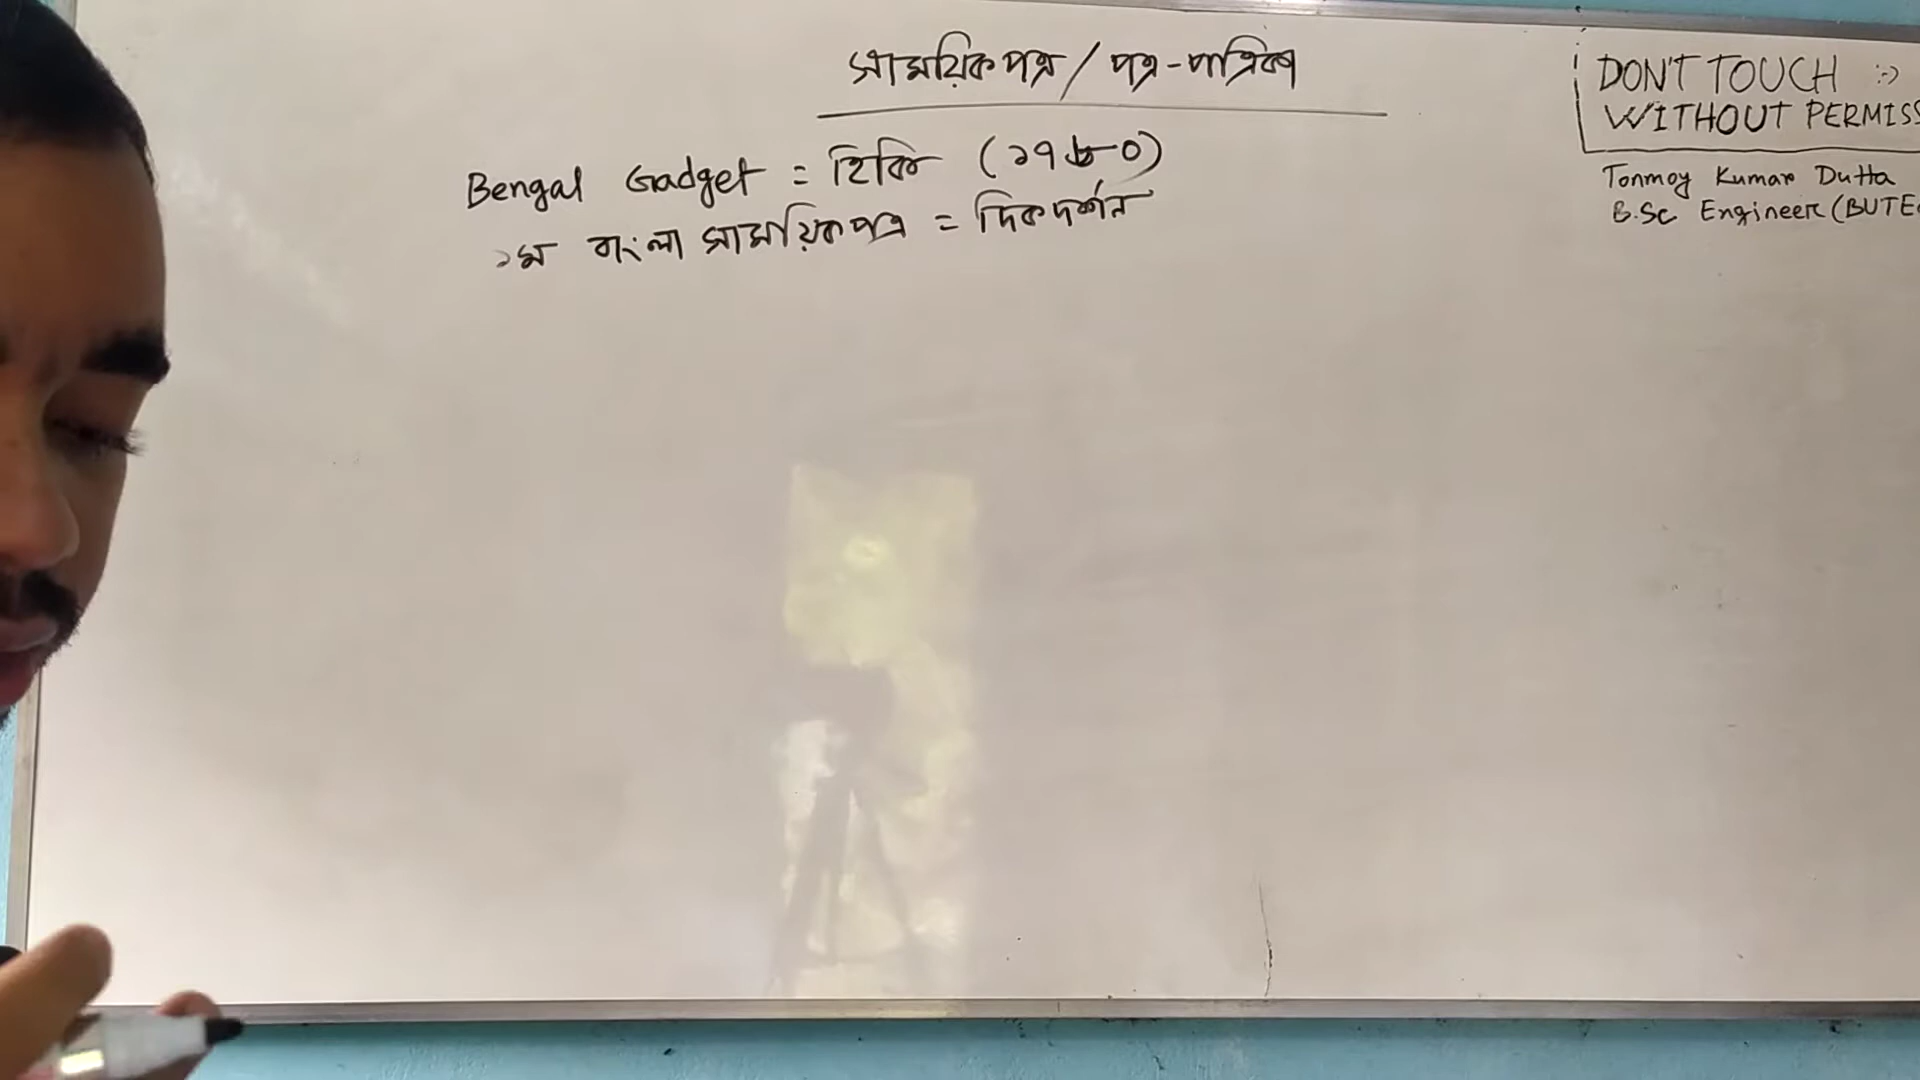 সাময়িকপত্র / পত্র-পত্রিকা
Bengal Gadget = হিকি (১৭৮০)
১ম বাংলা সাময়িকপত্র = দিকদর্শন
DON'T TOUCH :->
WITHOUT PERMISS
Tonmoy Kumar Dutta
B.Sc Engineer (BUTE